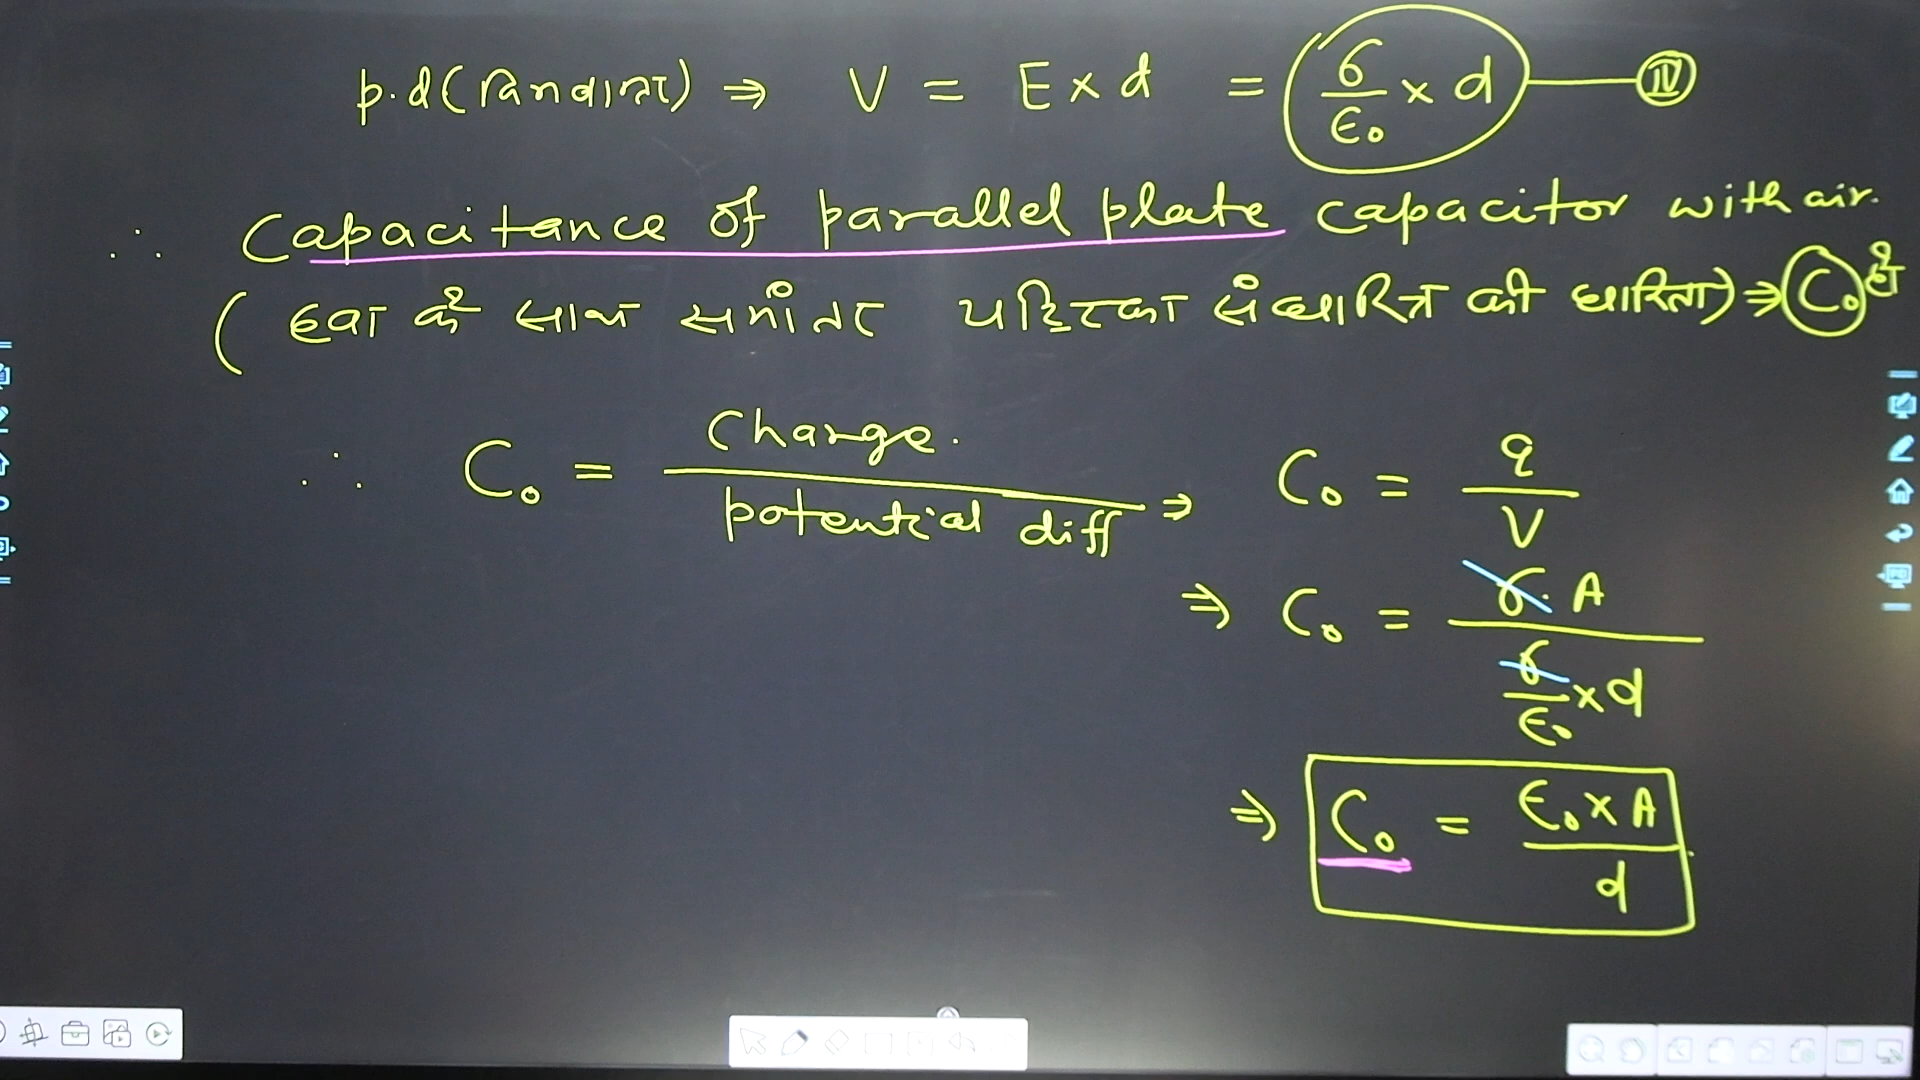 p.d (विभवान्तर) ⇒ V = E × d = σ/ε₀ × d — IV
∴ Capacitance of parallel plate capacitor with air.
( हवा के साथ समांतर पट्टिका संधारित्र की धारिता) ⇒ C₀ है
∴ C₀ = Charge. / potential diff ⇒ C₀ = q / V
⇒ C₀ = σ. A / (σ/ε₀ × d)
⇒ C₀ = ε₀ × A / d